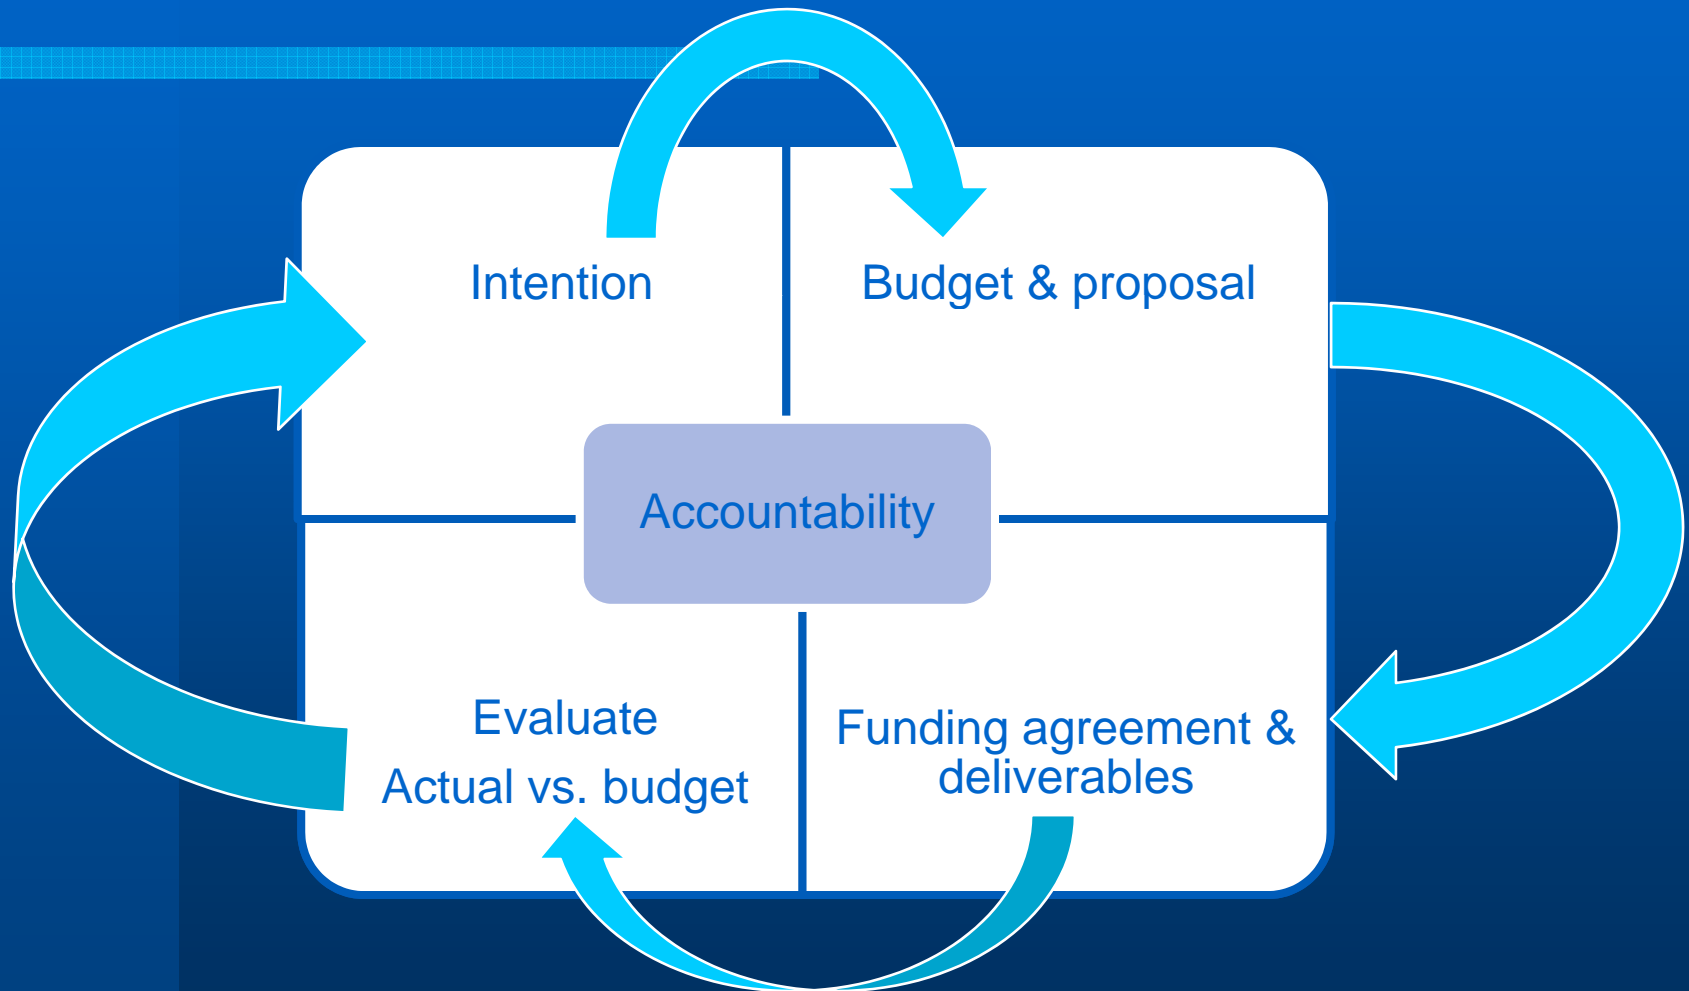 Intention
Budget & proposal
Accountability
Evaluate
Actual vs. budget
Funding agreement &
deliverables